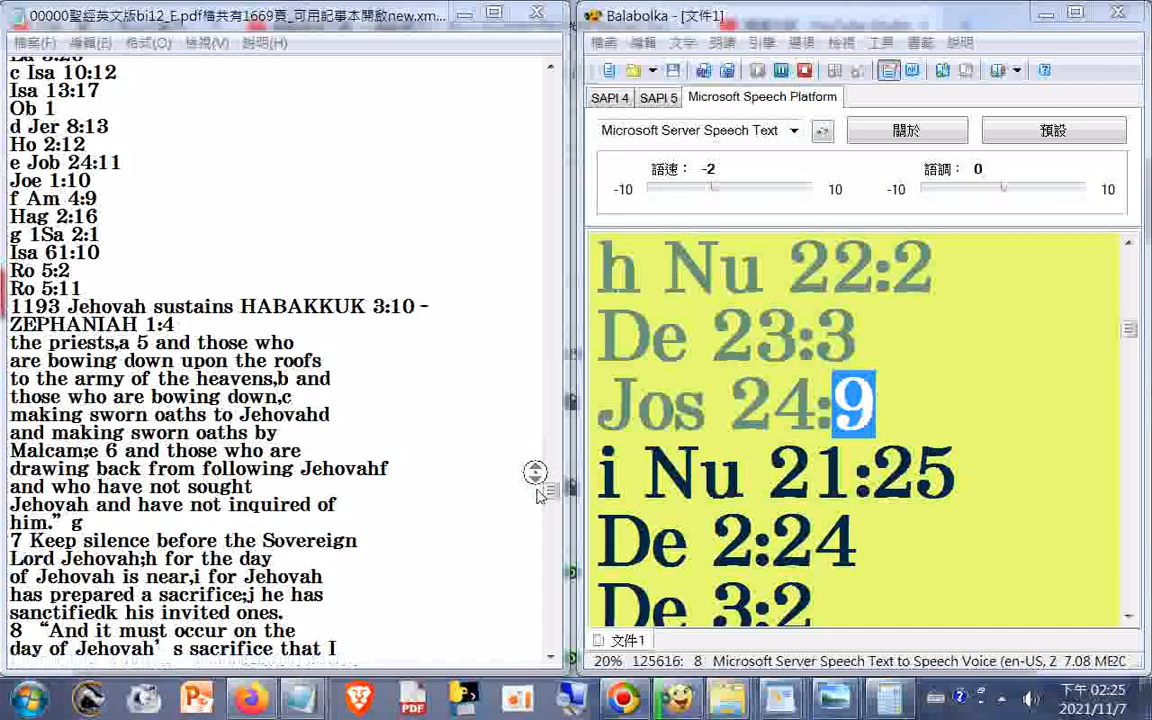 00000聖經英文版bi12_E.pdf檔共有1669頁_可用記事本開啟new.xm...
檔案(F) 編輯(E) 格式(O) 檢視(V) 說明(H)
La 3:26
c Isa 10:12
Isa 13:17
Ob 1
d Jer 8:13
Ho 2:12
e Job 24:11
Joe 1:10
f Am 4:9
Hag 2:16
g 1Sa 2:1
Isa 61:10
Ro 5:2
Ro 5:11
1193 Jehovah sustains HABAKKUK 3:10 -
ZEPHANIAH 1:4
the priests,a 5 and those who
are bowing down upon the roofs
to the army of the heavens,b and
those who are bowing down,c
making sworn oaths to Jehovahd
and making sworn oaths by
Malcam;e 6 and those who are
drawing back from following Jehovahf
and who have not sought
Jehovah and have not inquired of
him.” g
7 Keep silence before the Sovereign
Lord Jehovah;h for the day
of Jehovah is near,i for Jehovah
has prepared a sacrifice;j he has
sanctifiedk his invited ones.
8 “And it must occur on the
day of Jehovah’s sacrifice that I
Balabolka - [文件1]
檔案 編輯 文字 朗讀 引擎 選項 檢視 工具 書籤 說明
SAPI 4 SAPI 5 Microsoft Speech Platform
Microsoft Server Speech Text 關於 預設
語速： -2 語調： 0
-10 10 -10 10
h Nu 22:2
De 23:3
Jos 24:9
i Nu 21:25
De 2:24
De 3:2
文件1
20% 125616: 8 Microsoft Server Speech Text to Speech Voice (en-US, Z 7.08 ME2C
下午 02:25
2021/11/7